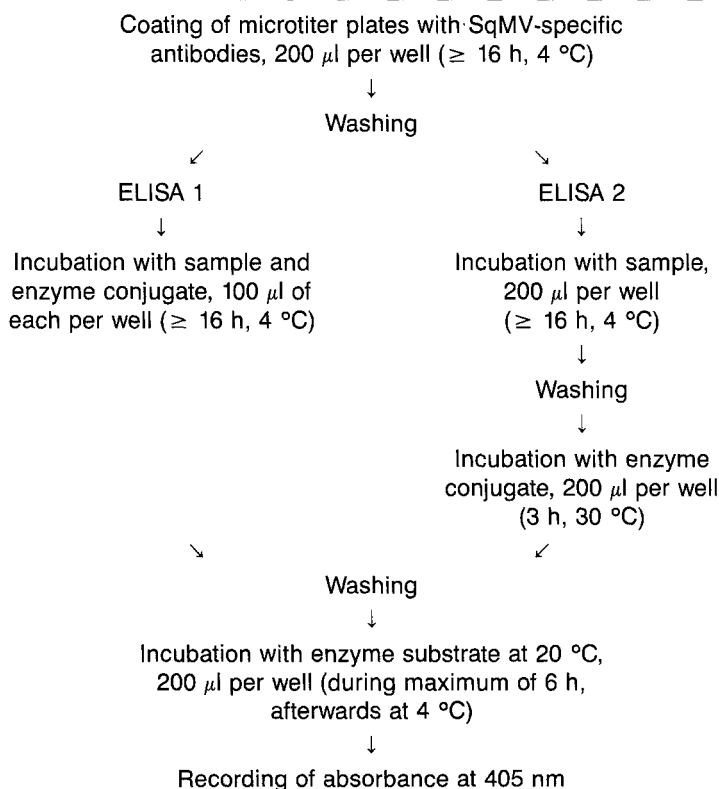 Coating of microtiter plates with SqMV-specific
antibodies, 200 μl per well (≥ 16 h, 4 °C)
↓
Washing
↙ ↘
ELISA 1 ELISA 2
↓ ↓
Incubation with sample and
enzyme conjugate, 100 μl of
each per well (≥ 16 h, 4 °C)
Incubation with sample,
200 μl per well
(≥ 16 h, 4 °C)
↓
Washing
↓
Incubation with enzyme
conjugate, 200 μl per well
(3 h, 30 °C)
↘ ↙
Washing
↓
Incubation with enzyme substrate at 20 °C,
200 μl per well (during maximum of 6 h,
afterwards at 4 °C)
↓
Recording of absorbance at 405 nm